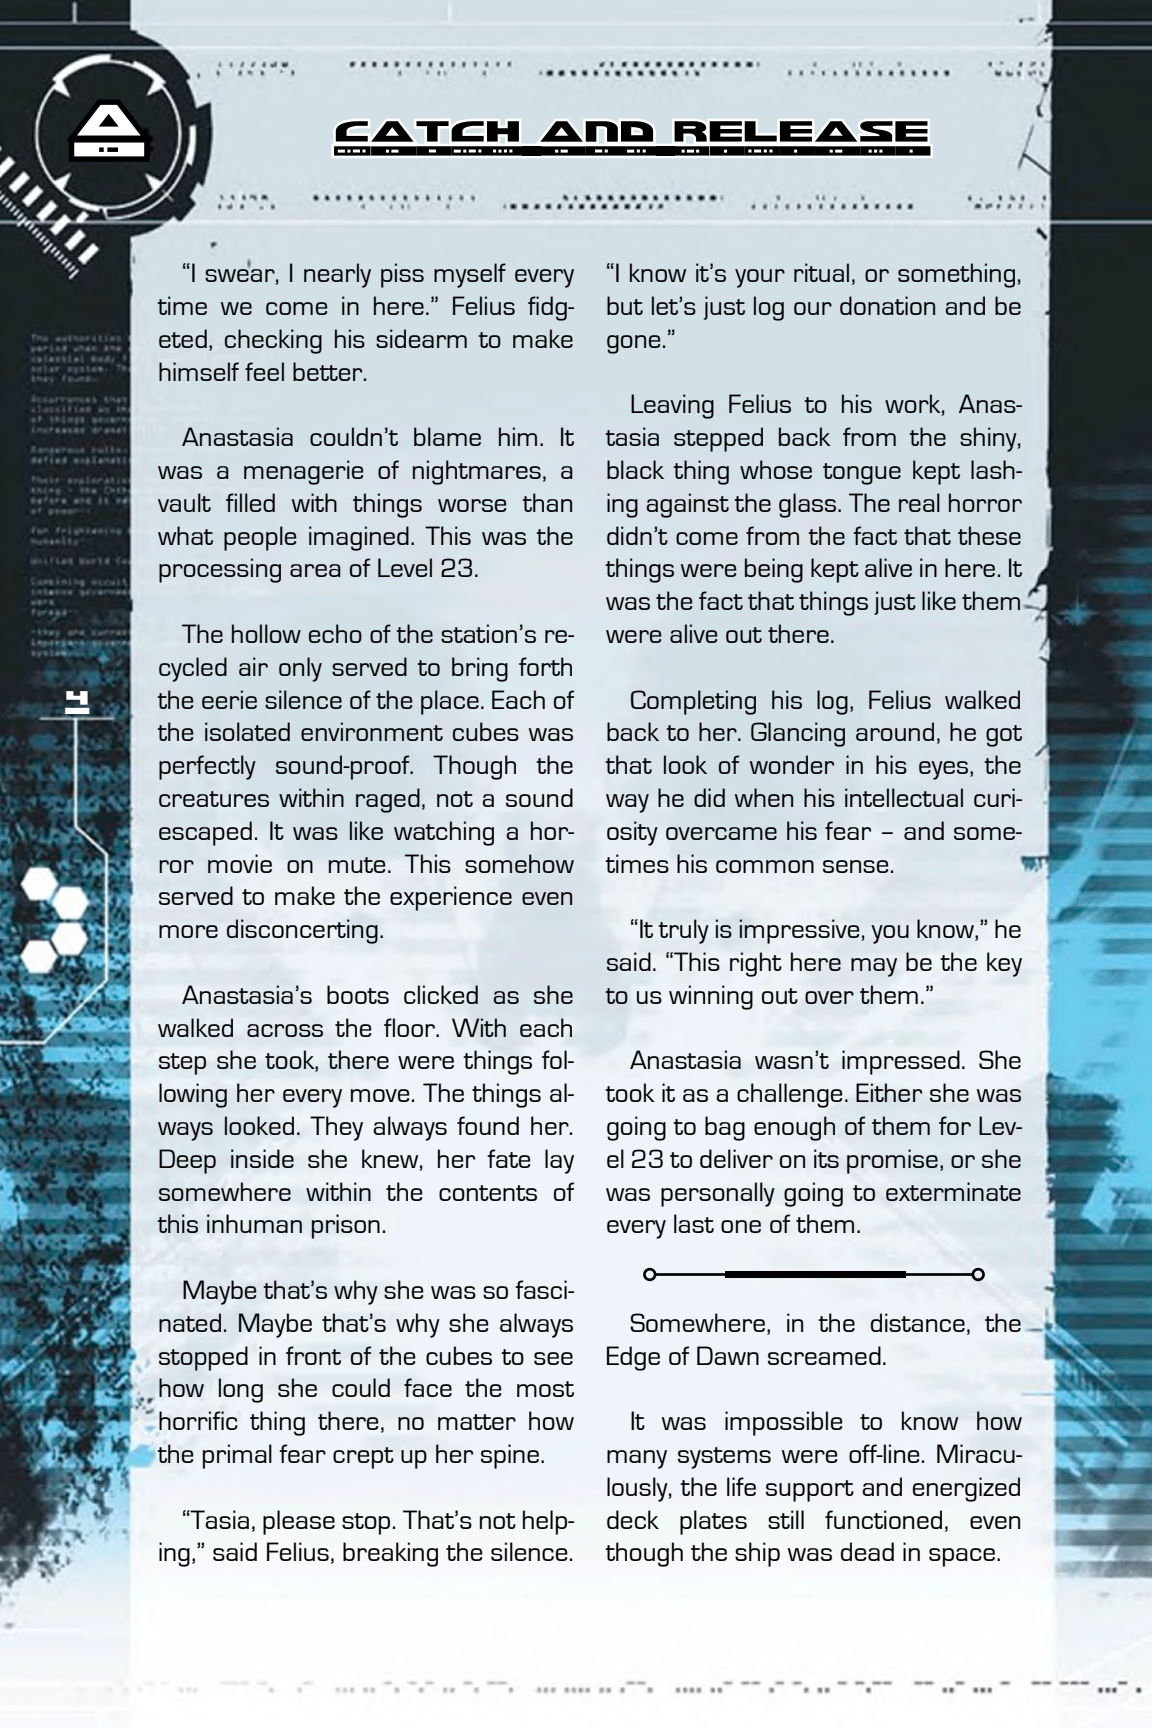 CATCH AND RELEASE
“I swear, I nearly piss myself every
time we come in here.” Felius fidg-
eted, checking his sidearm to make
himself feel better.
Anastasia couldn’t blame him. It
was a menagerie of nightmares, a
vault filled with things worse than
what people imagined. This was the
processing area of Level 23.
The hollow echo of the station’s re-
cycled air only served to bring forth
the eerie silence of the place. Each of
the isolated environment cubes was
perfectly sound-proof. Though the
creatures within raged, not a sound
escaped. It was like watching a hor-
ror movie on mute. This somehow
served to make the experience even
more disconcerting.
Anastasia’s boots clicked as she
walked across the floor. With each
step she took, there were things fol-
lowing her every move. The things al-
ways looked. They always found her.
Deep inside she knew, her fate lay
somewhere within the contents of
this inhuman prison.
Maybe that’s why she was so fasci-
nated. Maybe that’s why she always
stopped in front of the cubes to see
how long she could face the most
horrific thing there, no matter how
the primal fear crept up her spine.
“Tasia, please stop. That’s not help-
ing,” said Felius, breaking the silence.
“I know it’s your ritual, or something,
but let’s just log our donation and be
gone.”
Leaving Felius to his work, Anas-
tasia stepped back from the shiny,
black thing whose tongue kept lash-
ing against the glass. The real horror
didn’t come from the fact that these
things were being kept alive in here. It
was the fact that things just like them
were alive out there.
Completing his log, Felius walked
back to her. Glancing around, he got
that look of wonder in his eyes, the
way he did when his intellectual curi-
osity overcame his fear – and some-
times his common sense.
“It truly is impressive, you know,” he
said. “This right here may be the key
to us winning out over them.”
Anastasia wasn’t impressed. She
took it as a challenge. Either she was
going to bag enough of them for Lev-
el 23 to deliver on its promise, or she
was personally going to exterminate
every last one of them.
Somewhere, in the distance, the
Edge of Dawn screamed.
It was impossible to know how
many systems were off-line. Miracu-
lously, the life support and energized
deck plates still functioned, even
though the ship was dead in space.
4